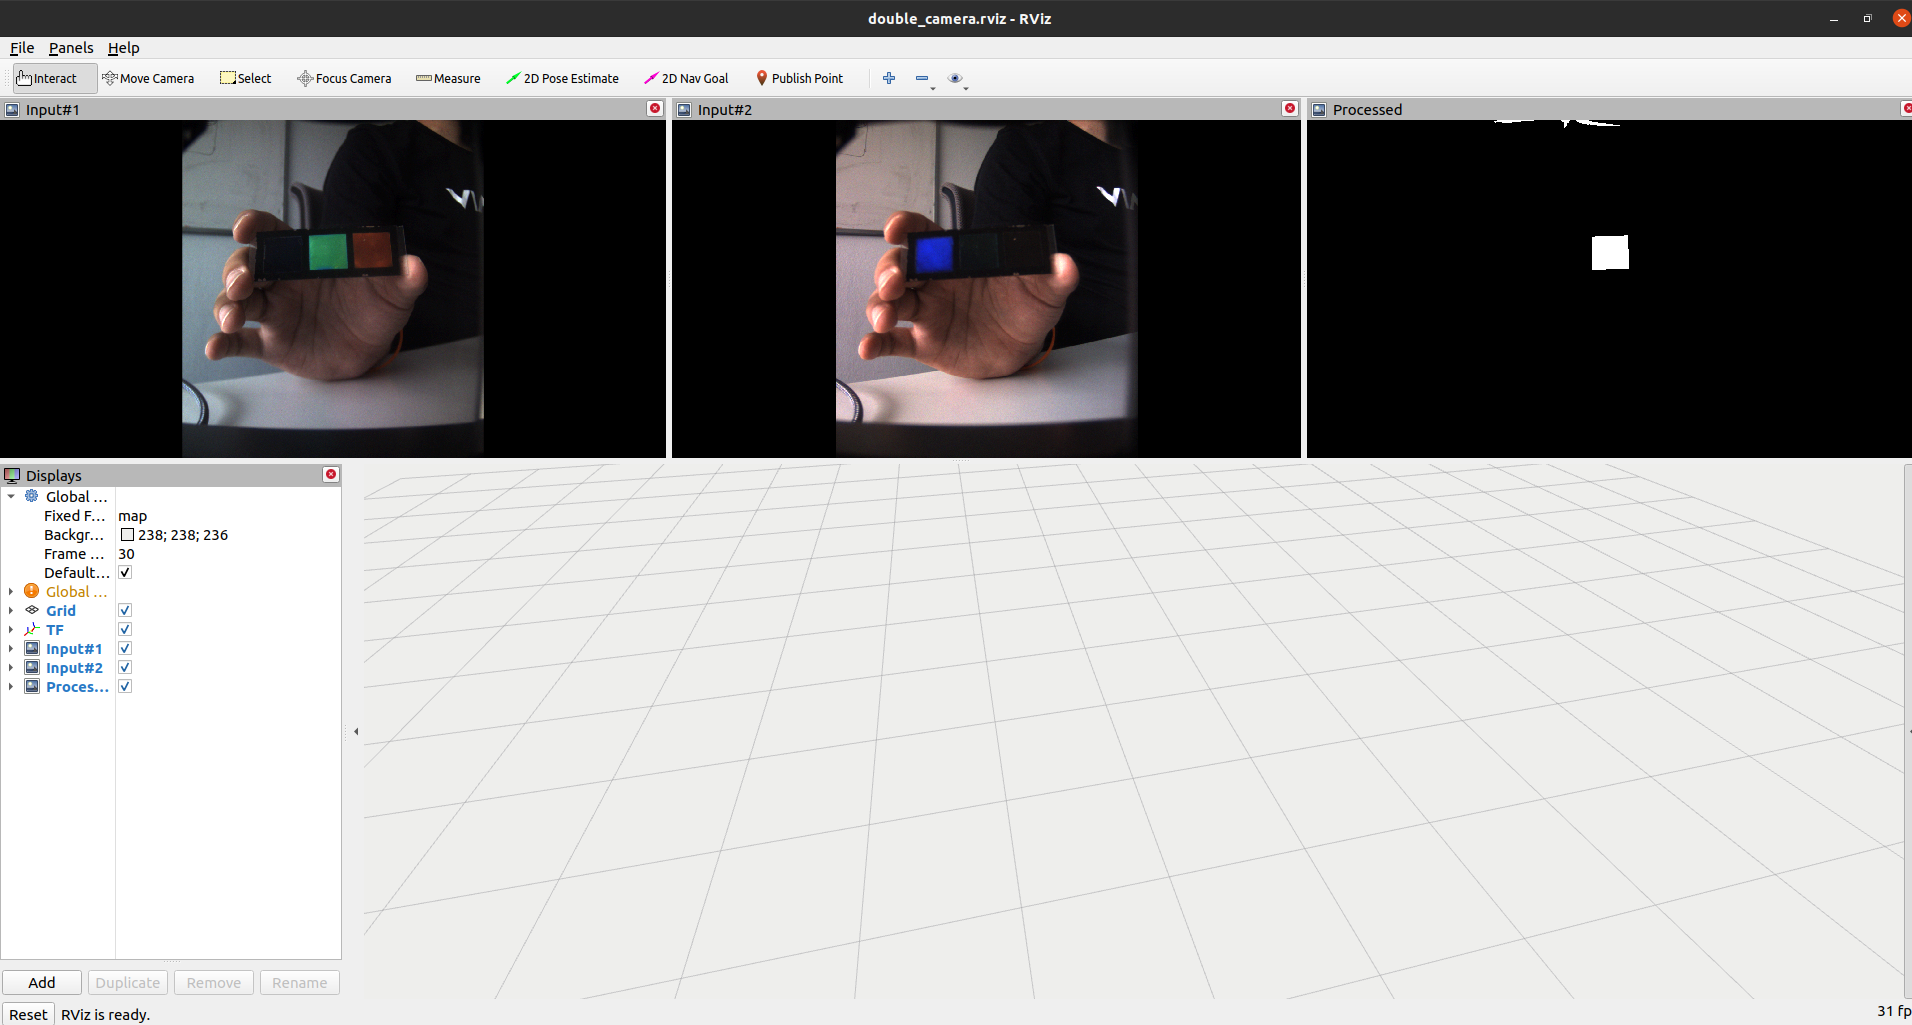 double_camera.rviz - RViz
File Panels Help
Interact Move Camera Select Focus Camera Measure 2D Pose Estimate 2D Nav Goal Publish Point
Input#1 Input#2 Processed
Displays
Global ...
Fixed F... map
Backgr... 238; 238; 236
Frame ... 30
Default...
Global ...
Grid
TF
Input#1
Input#2
Proces...
Add Duplicate Remove Rename
Reset RViz is ready. 31 fp